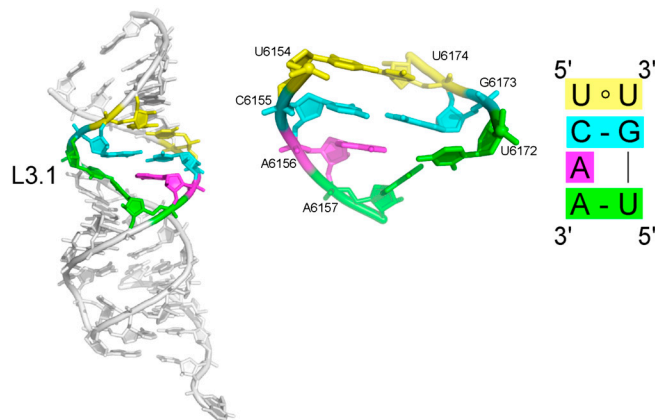 L3.1
U6154
U6174
G6173
C6155
A6156
U6172
A6157
5' 3'
U ∘ U
C - G
A |
A - U
3' 5'